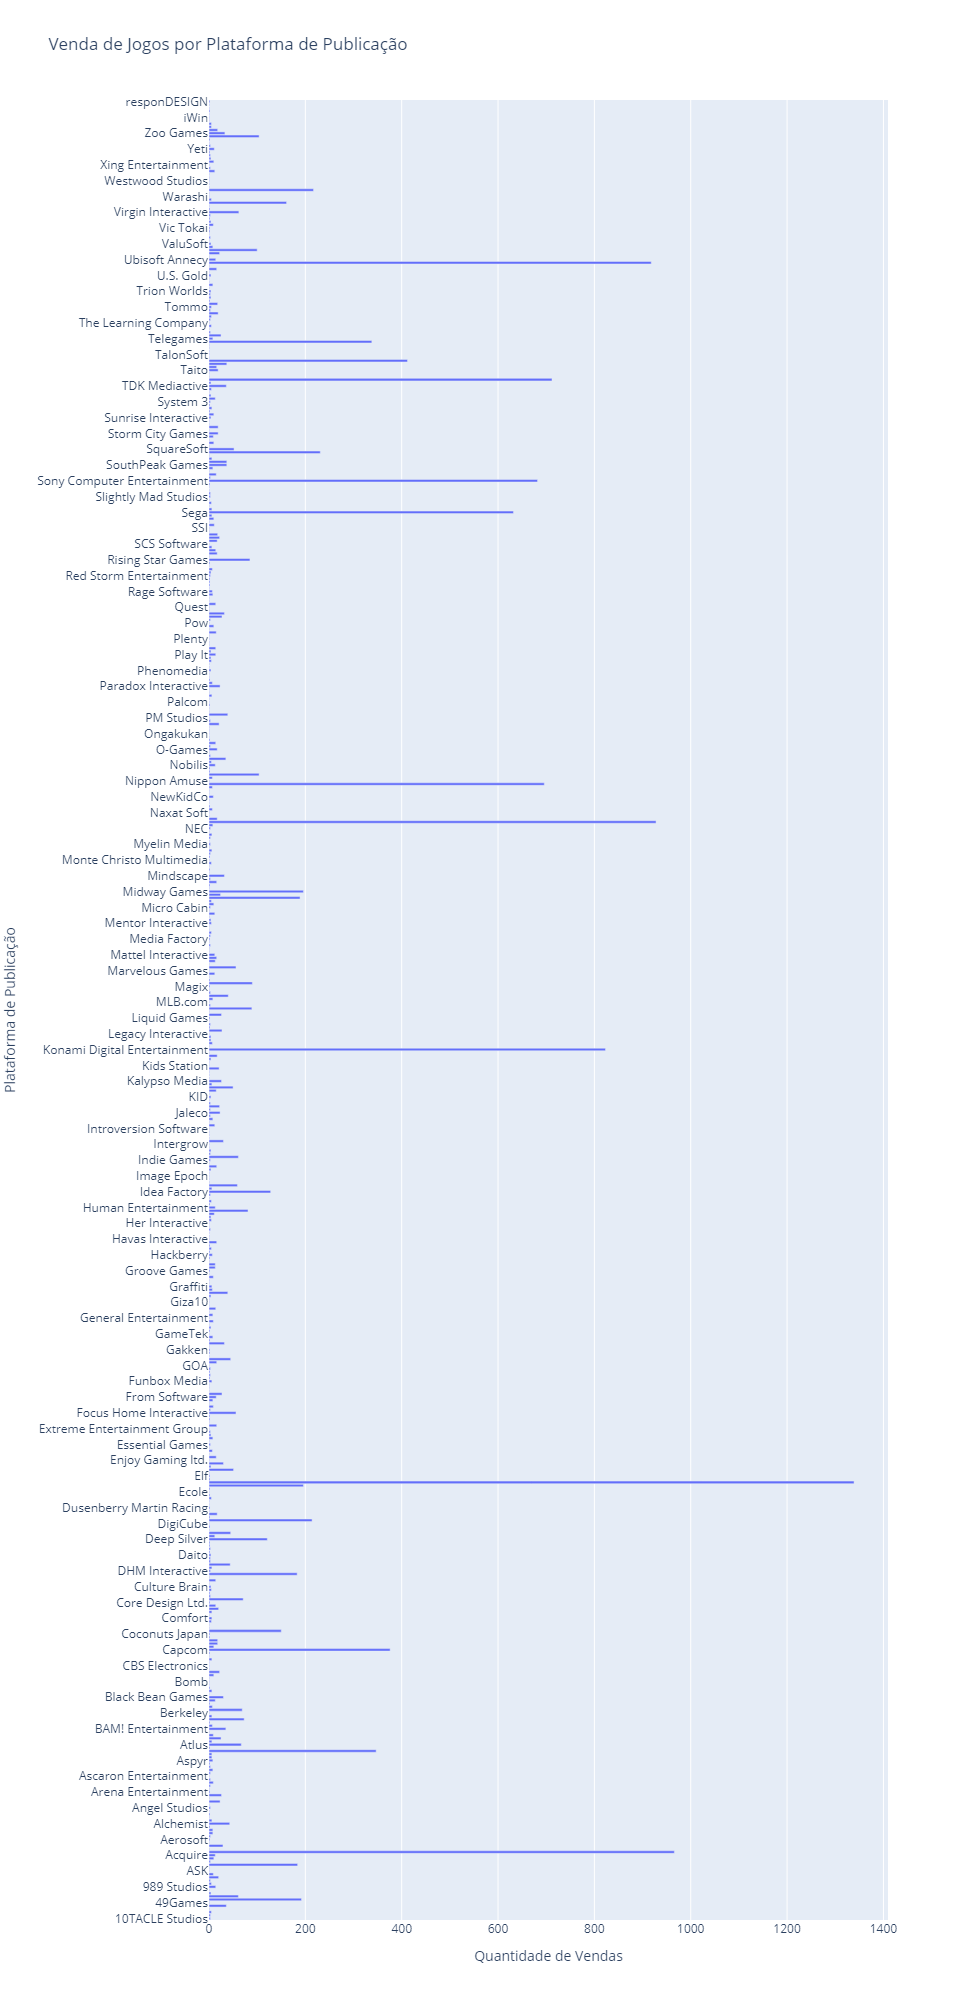 Venda de Jogos por Plataforma de Publicação
responDESIGN
iWin
Zoo Games
Yeti
Xing Entertainment
Westwood Studios
Warashi
Virgin Interactive
Vic Tokai
ValuSoft
Ubisoft Annecy
U.S. Gold
Trion Worlds
Tommo
The Learning Company
Telegames
TalonSoft
Taito
TDK Mediactive
System 3
Sunrise Interactive
Storm City Games
SquareSoft
SouthPeak Games
Sony Computer Entertainment
Slightly Mad Studios
Sega
SSI
SCS Software
Rising Star Games
Red Storm Entertainment
Rage Software
Quest
Pow
Plenty
Play It
Phenomedia
Paradox Interactive
Palcom
PM Studios
Ongakukan
O-Games
Nobilis
Nippon Amuse
NewKidCo
Naxat Soft
NEC
Myelin Media
Monte Christo Multimedia
Mindscape
Midway Games
Micro Cabin
Mentor Interactive
Media Factory
Mattel Interactive
Marvelous Games
Magix
MLB.com
Liquid Games
Legacy Interactive
Konami Digital Entertainment
Kids Station
Kalypso Media
KID
Jaleco
Introversion Software
Intergrow
Indie Games
Image Epoch
Idea Factory
Human Entertainment
Her Interactive
Havas Interactive
Hackberry
Groove Games
Graffiti
Giza10
General Entertainment
GameTek
Gakken
GOA
Funbox Media
From Software
Focus Home Interactive
Extreme Entertainment Group
Essential Games
Enjoy Gaming ltd.
Elf
Ecole
Dusenberry Martin Racing
DigiCube
Deep Silver
Daito
DHM Interactive
Culture Brain
Core Design Ltd.
Comfort
Coconuts Japan
Capcom
CBS Electronics
Bomb
Black Bean Games
Berkeley
BAM! Entertainment
Atlus
Aspyr
Ascaron Entertainment
Arena Entertainment
Angel Studios
Alchemist
Aerosoft
Acquire
ASK
989 Studios
49Games
10TACLE Studios
Plataforma de Publicação
0 200 400 600 800 1000 1200 1400
Quantidade de Vendas